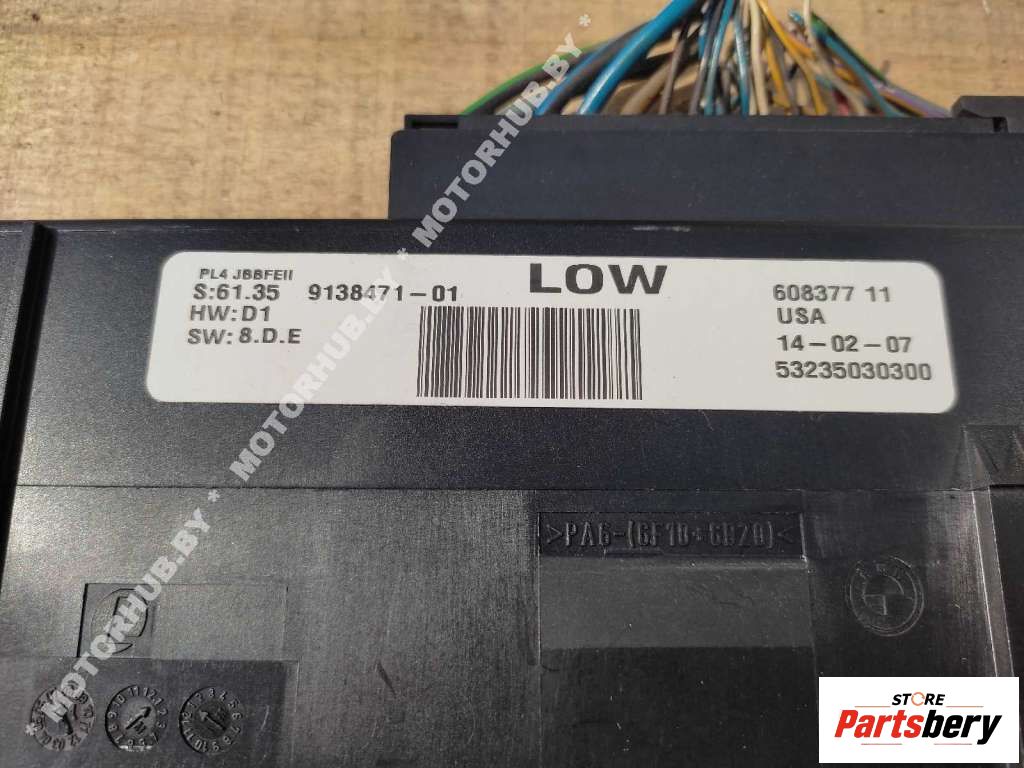 PL4 JBBFEII
S:61.35 9138471-01
HW:D1
SW: 8.D.E
LOW
608377 11
USA
14-02-07
53235030300
>PA6-(GF10+GB20)<
* MOTORHUB.BY * MOTORHUB.BY * MOTORHUB.BY * MOTORHUB.BY *
STORE
Partsbery